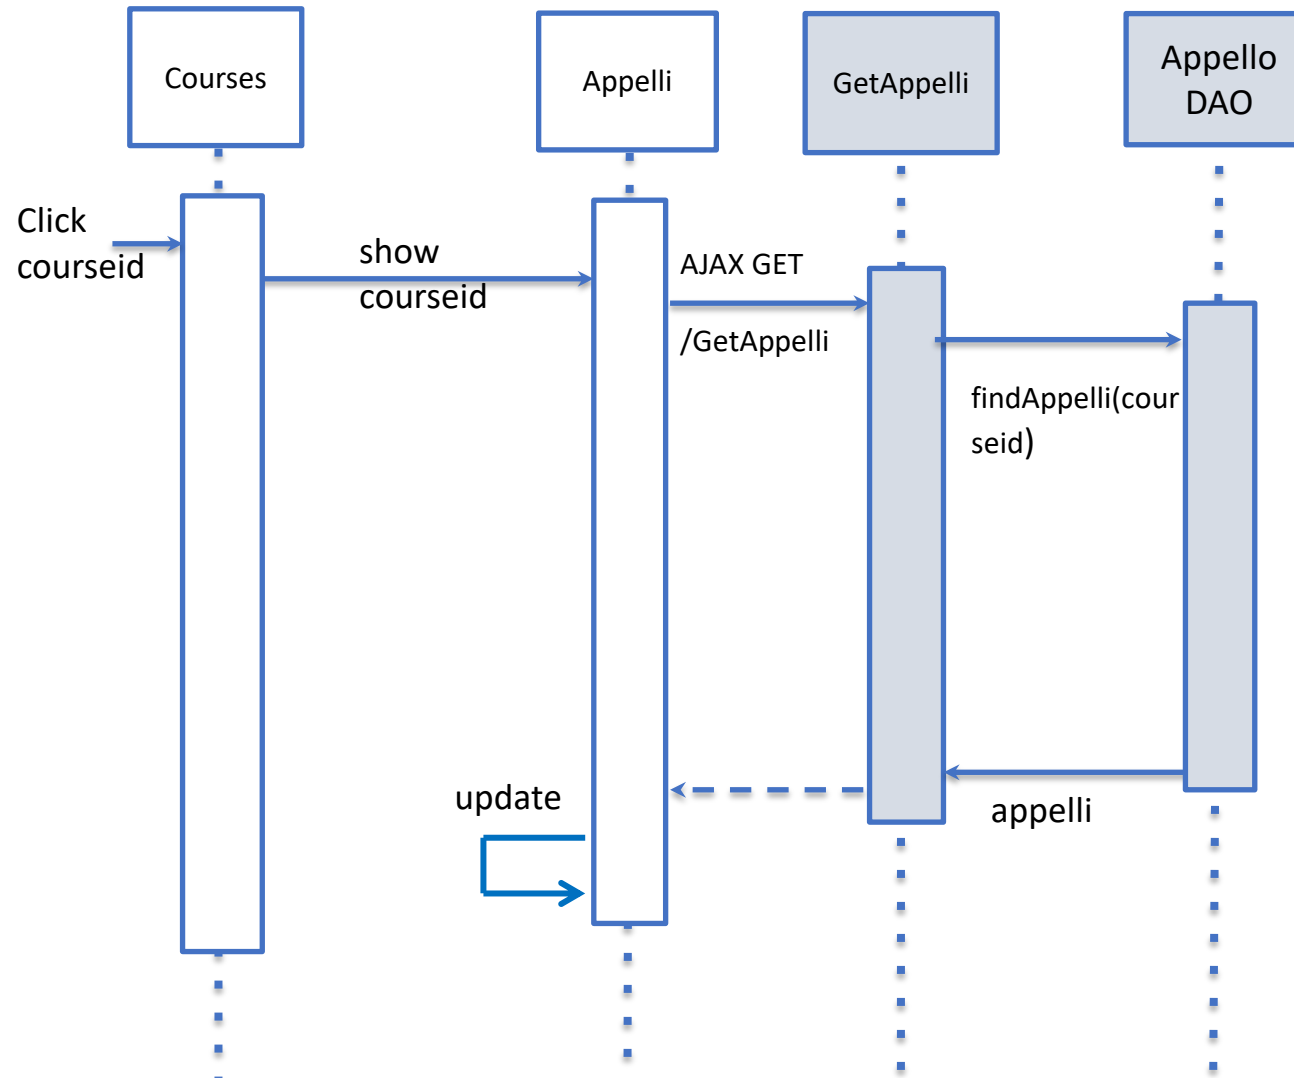 Courses
Appelli
GetAppelli
Appello
DAO
Click
courseid
show
courseid
AJAX GET
/GetAppelli
findAppelli(cour
seid)
update
appelli